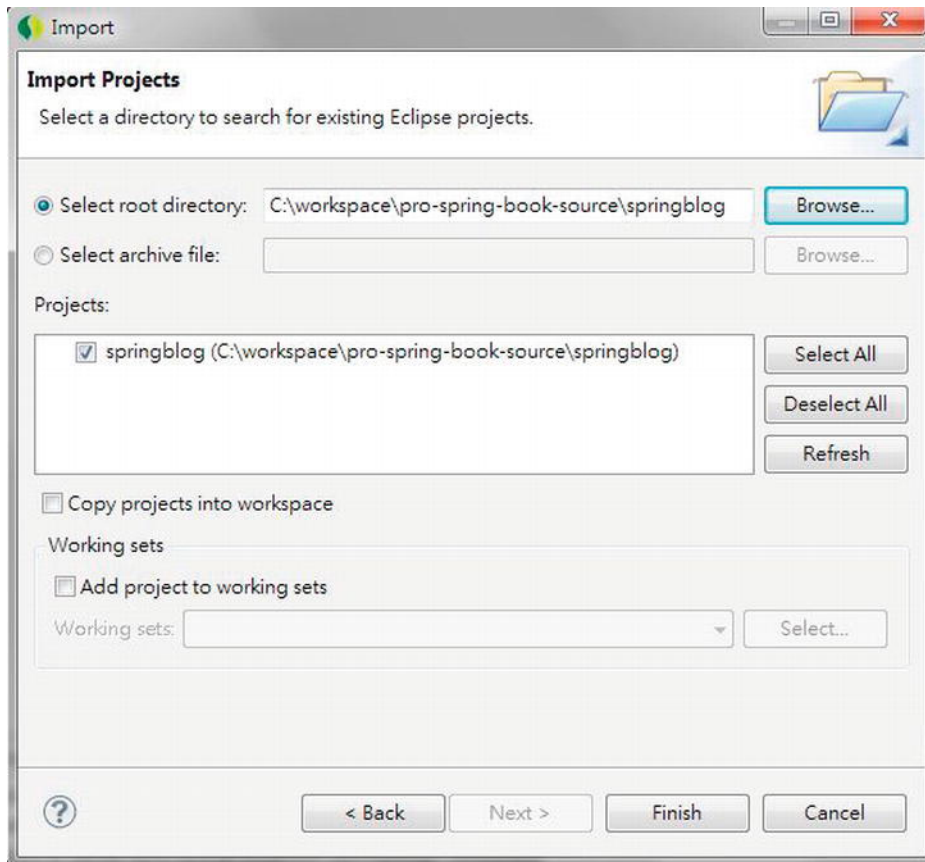 Import
Import Projects
Select a directory to search for existing Eclipse projects.
Select root directory: C:\workspace\pro-spring-book-source\springblog Browse...
Select archive file: Browse...
Projects:
springblog (C:\workspace\pro-spring-book-source\springblog) Select All
Deselect All
Refresh
Copy projects into workspace
Working sets
Add project to working sets
Working sets: Select...
? < Back Next > Finish Cancel